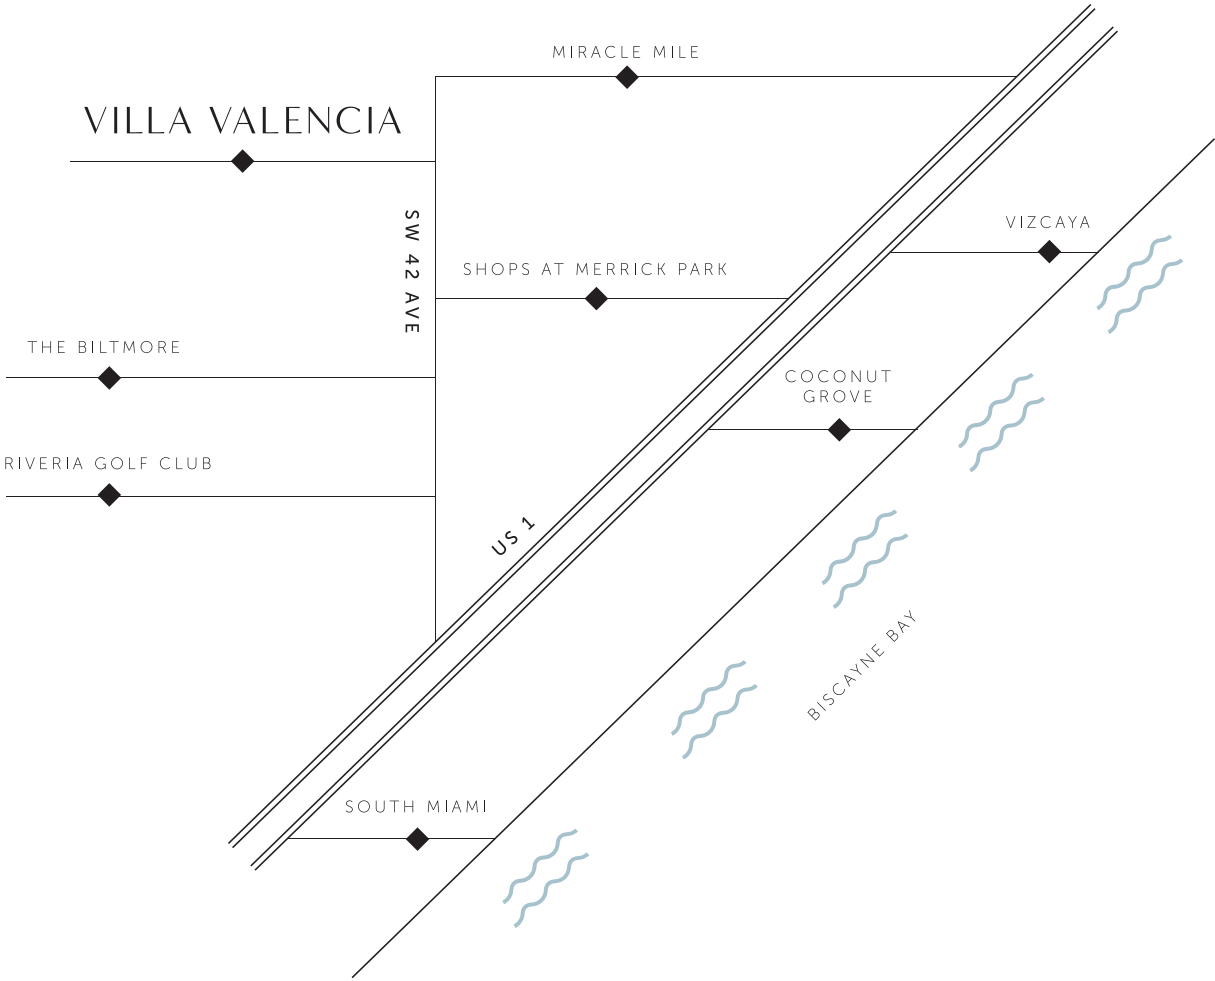 MIRACLE MILE
VILLA VALENCIA
SW 42 AVE
VIZCAYA
SHOPS AT MERRICK PARK
THE BILTMORE
COCONUT
GROVE
RIVERIA GOLF CLUB
US 1
BISCAYNE BAY
SOUTH MIAMI